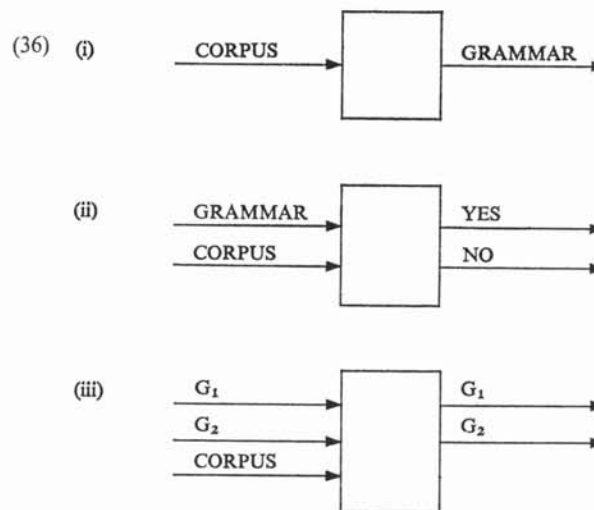 (36) (i) CORPUS GRAMMAR
(ii) GRAMMAR YES
CORPUS NO
(iii) G₁ G₁
G₂ G₂
CORPUS